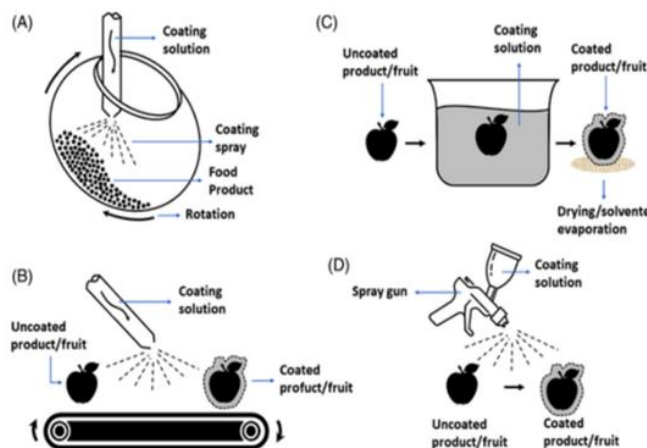 (A)
Coating
solution
Coating
spray
Food
Product
Rotation
(B)
Coating
solution
Uncoated
product/fruit
Coated
profuct/fruit
(C)
Uncoated
product/fruit
Coating
solution
Coated
product/fruit
Drying/solvente
evaporation
(D)
Spray gun
Coating
solution
Uncoated
product/fruit
Coated
product/fruit